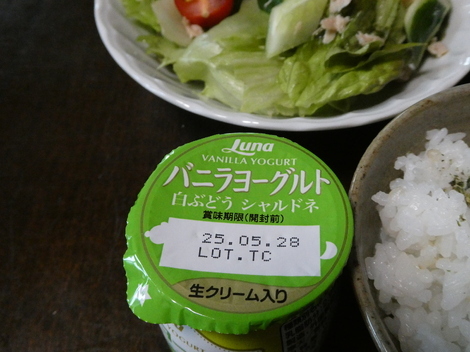 Luna
VANILLA YOGURT
バニラヨーグルト
白ぶどう シャルドネ
賞味期限(開封前)
25.05.28
LOT.TC
生クリーム入り